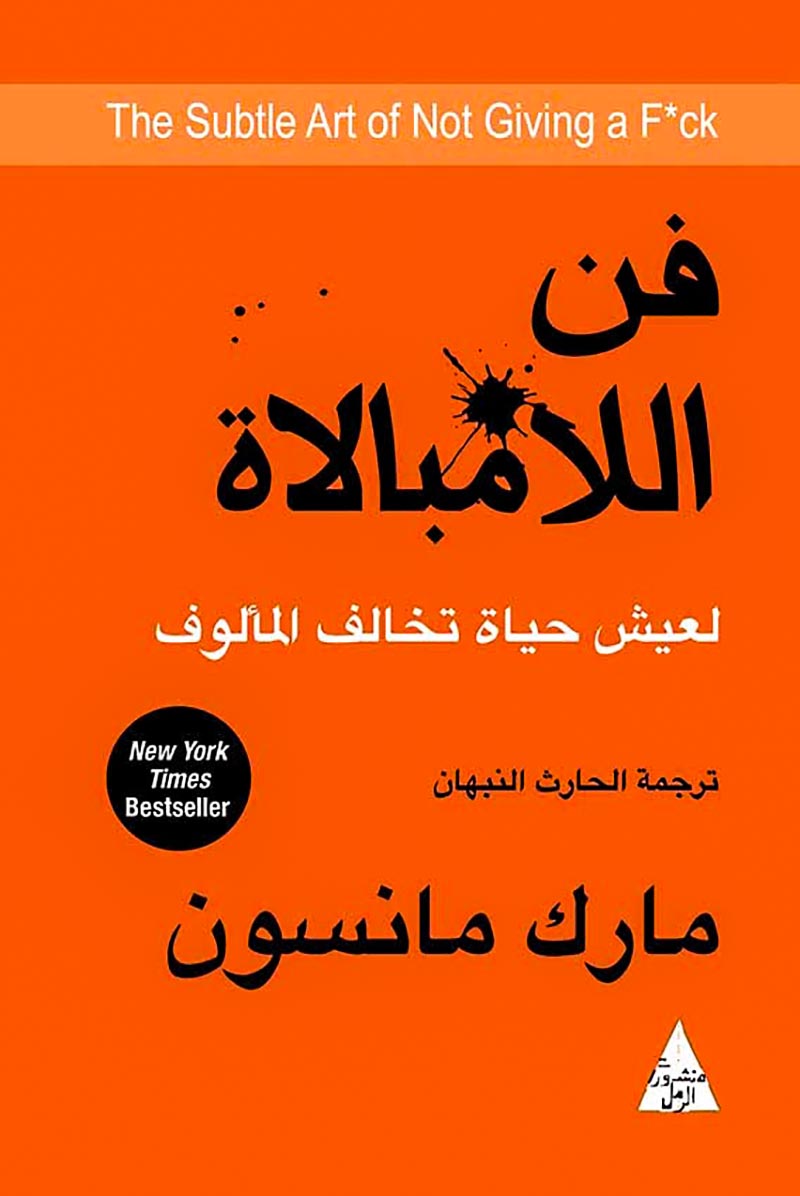 The Subtle Art of Not Giving a F*ck
فن
اللامبالاة
لعيش حياة تخالف المألوف
New York
Times
Bestseller
ترجمة الحارث النبهان
مارك مانسون
منشورات
الرمل